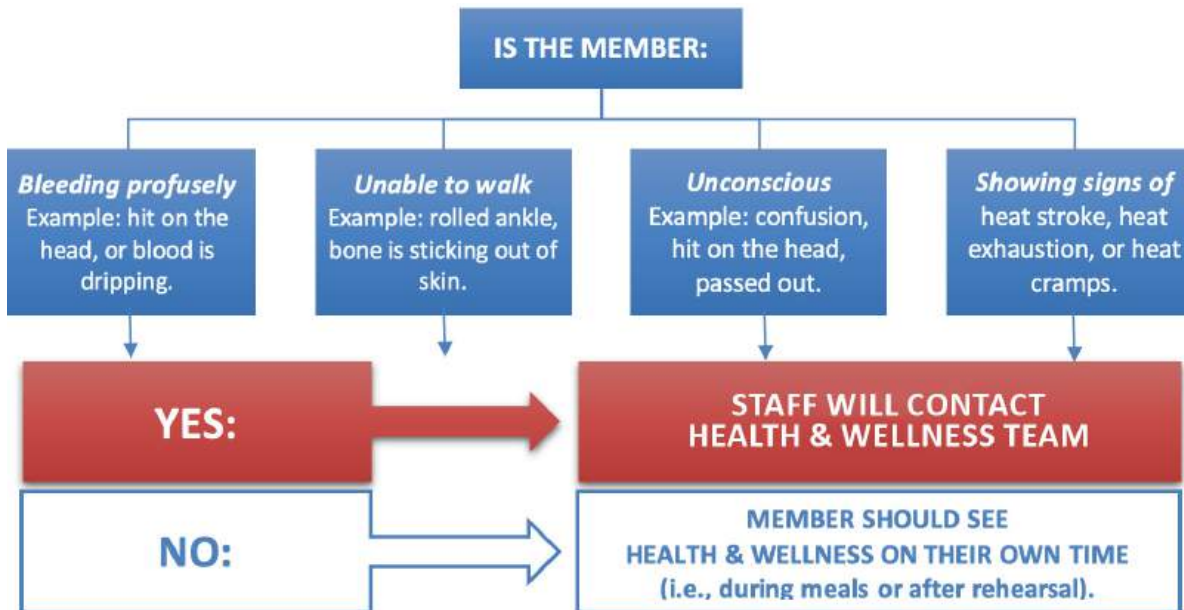 IS THE MEMBER:
Bleeding profusely
Example: hit on the
head, or blood is
dripping.
Unable to walk
Example: rolled ankle,
bone is sticking out of
skin.
Unconscious
Example: confusion,
hit on the head,
passed out.
Showing signs of
heat stroke, heat
exhaustion, or heat
cramps.
YES:
STAFF WILL CONTACT
HEALTH & WELLNESS TEAM
NO:
MEMBER SHOULD SEE
HEALTH & WELLNESS ON THEIR OWN TIME
(i.e., during meals or after rehearsal).